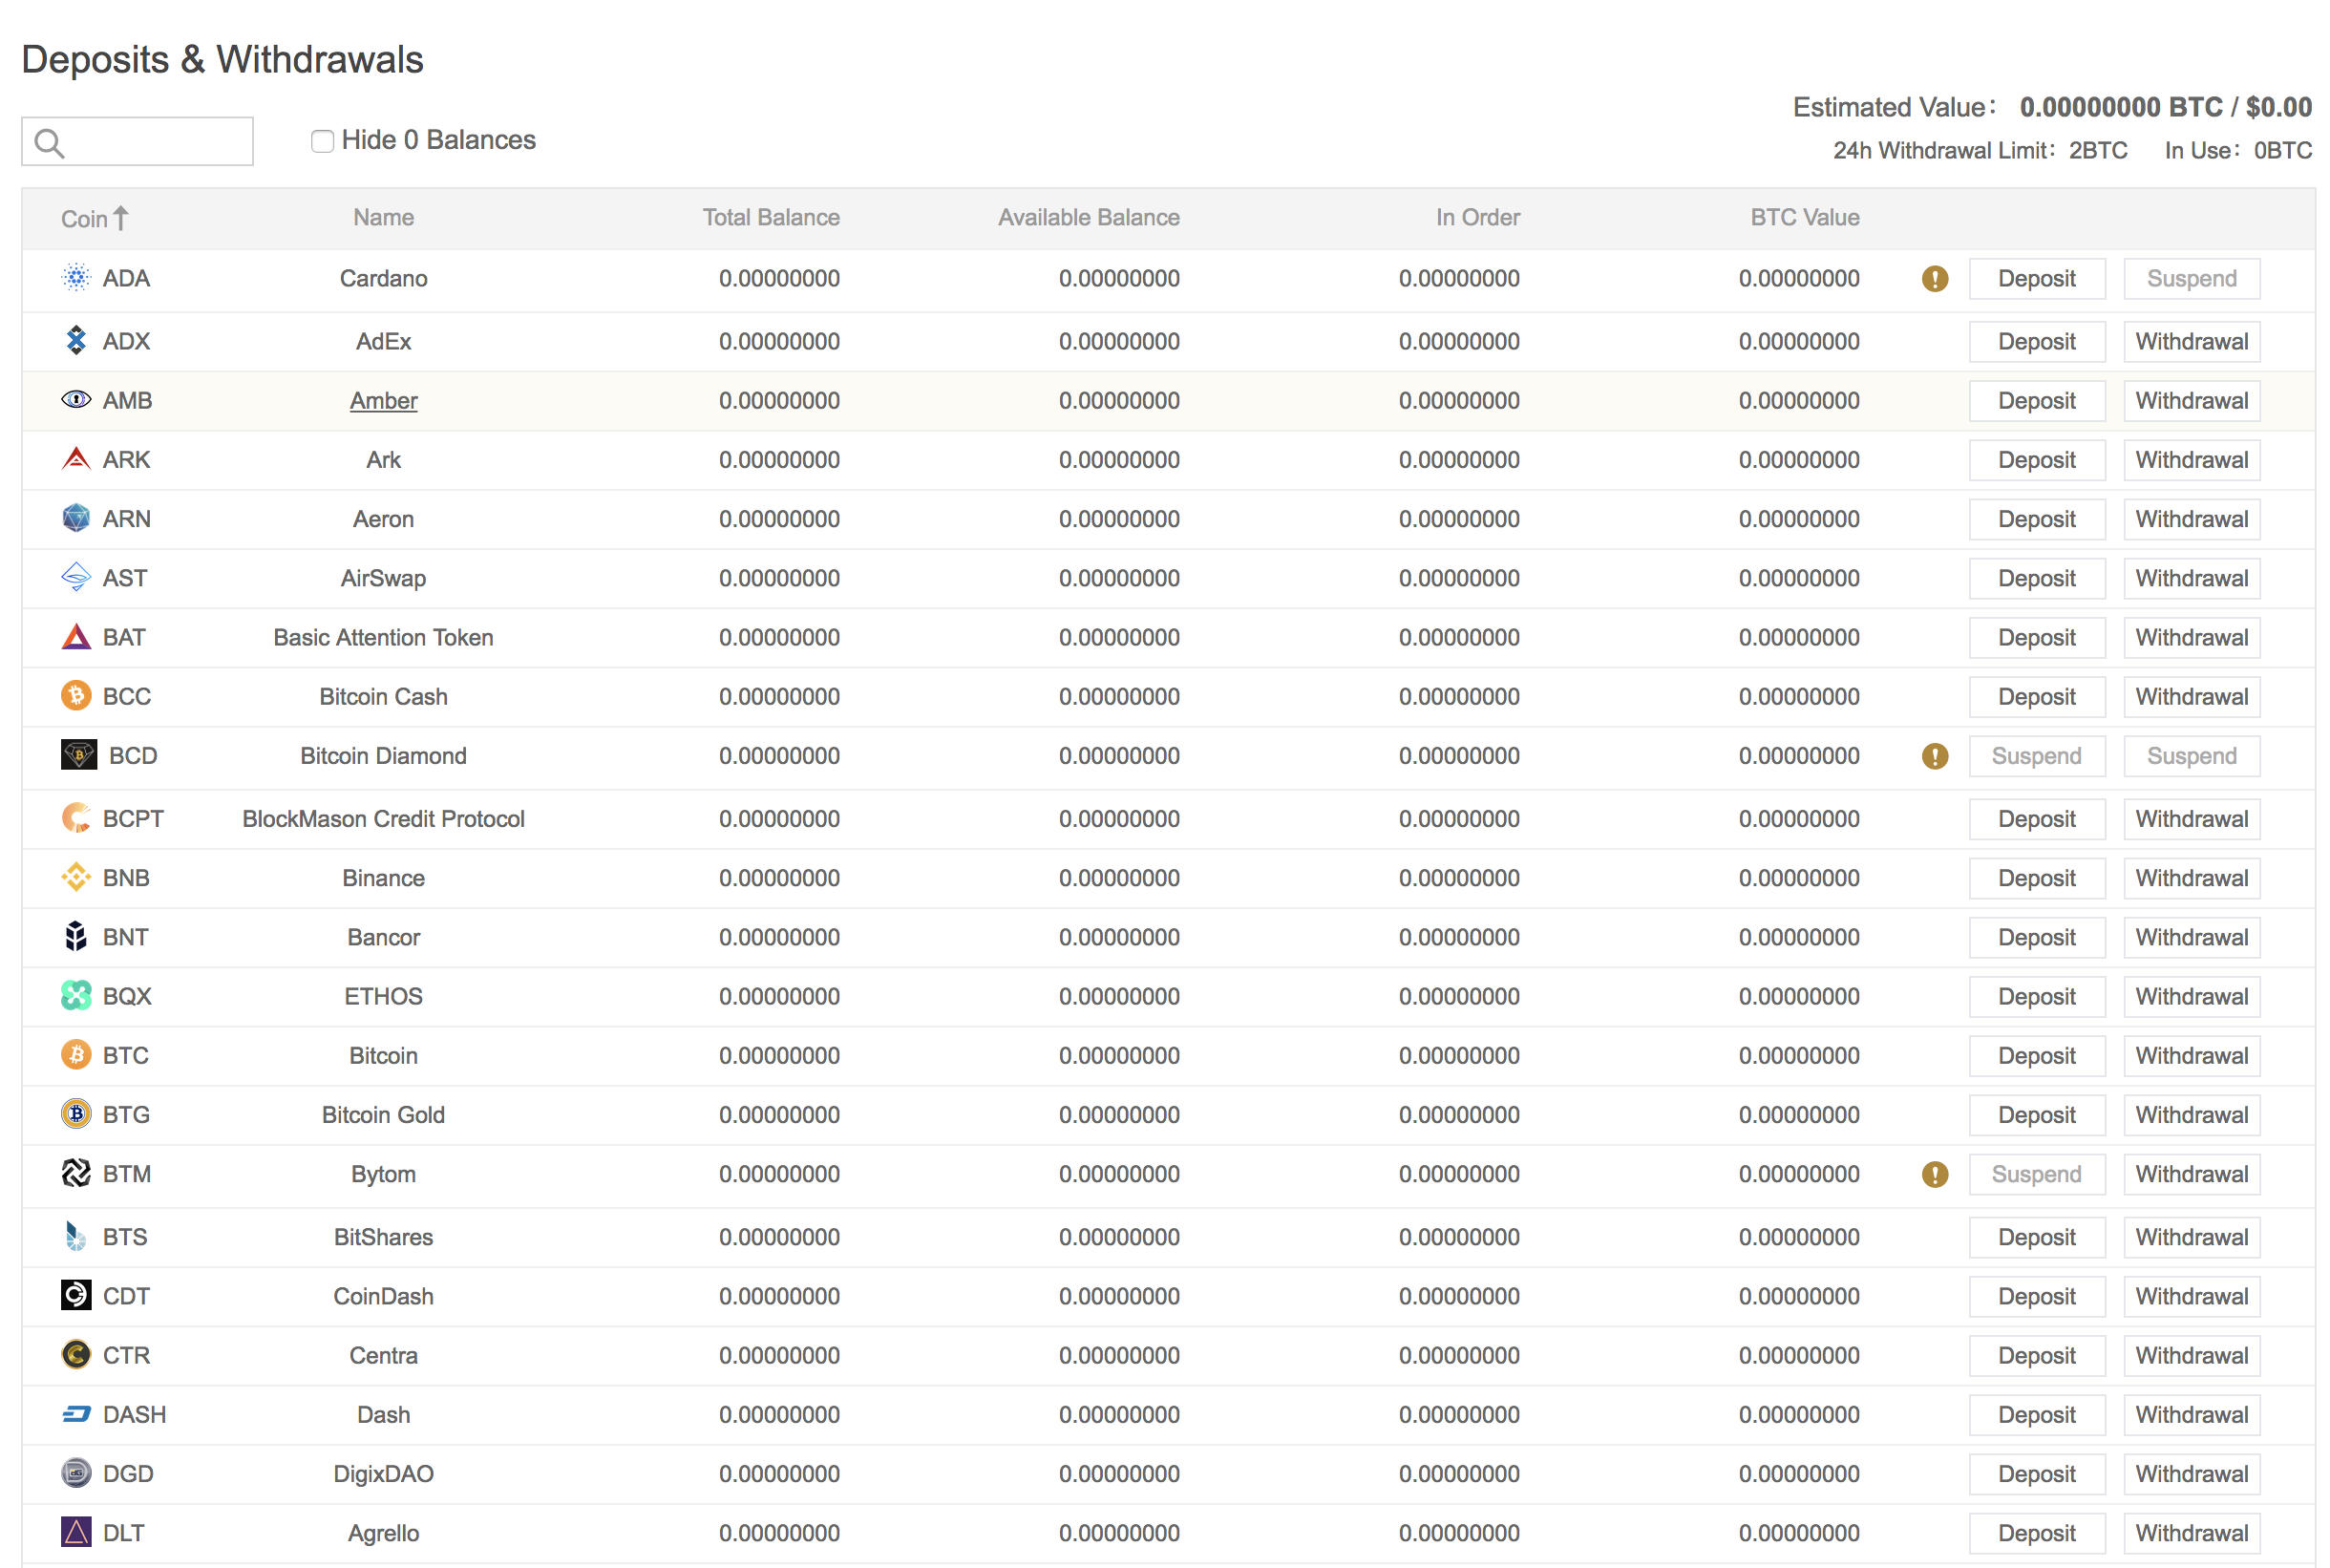 Deposits & Withdrawals
Estimated Value： 0.00000000 BTC / $0.00
Hide 0 Balances
24h Withdrawal Limit：2BTC In Use：0BTC
Coin Name Total Balance Available Balance In Order BTC Value
ADA Cardano 0.00000000 0.00000000 0.00000000 0.00000000 Deposit Suspend
ADX AdEx 0.00000000 0.00000000 0.00000000 0.00000000 Deposit Withdrawal
AMB Amber 0.00000000 0.00000000 0.00000000 0.00000000 Deposit Withdrawal
ARK Ark 0.00000000 0.00000000 0.00000000 0.00000000 Deposit Withdrawal
ARN Aeron 0.00000000 0.00000000 0.00000000 0.00000000 Deposit Withdrawal
AST AirSwap 0.00000000 0.00000000 0.00000000 0.00000000 Deposit Withdrawal
BAT Basic Attention Token 0.00000000 0.00000000 0.00000000 0.00000000 Deposit Withdrawal
BCC Bitcoin Cash 0.00000000 0.00000000 0.00000000 0.00000000 Deposit Withdrawal
BCD Bitcoin Diamond 0.00000000 0.00000000 0.00000000 0.00000000 Suspend Suspend
BCPT BlockMason Credit Protocol 0.00000000 0.00000000 0.00000000 0.00000000 Deposit Withdrawal
BNB Binance 0.00000000 0.00000000 0.00000000 0.00000000 Deposit Withdrawal
BNT Bancor 0.00000000 0.00000000 0.00000000 0.00000000 Deposit Withdrawal
BQX ETHOS 0.00000000 0.00000000 0.00000000 0.00000000 Deposit Withdrawal
BTC Bitcoin 0.00000000 0.00000000 0.00000000 0.00000000 Deposit Withdrawal
BTG Bitcoin Gold 0.00000000 0.00000000 0.00000000 0.00000000 Deposit Withdrawal
BTM Bytom 0.00000000 0.00000000 0.00000000 0.00000000 Suspend Withdrawal
BTS BitShares 0.00000000 0.00000000 0.00000000 0.00000000 Deposit Withdrawal
CDT CoinDash 0.00000000 0.00000000 0.00000000 0.00000000 Deposit Withdrawal
CTR Centra 0.00000000 0.00000000 0.00000000 0.00000000 Deposit Withdrawal
DASH Dash 0.00000000 0.00000000 0.00000000 0.00000000 Deposit Withdrawal
DGD DigixDAO 0.00000000 0.00000000 0.00000000 0.00000000 Deposit Withdrawal
DLT Agrello 0.00000000 0.00000000 0.00000000 0.00000000 Deposit Withdrawal